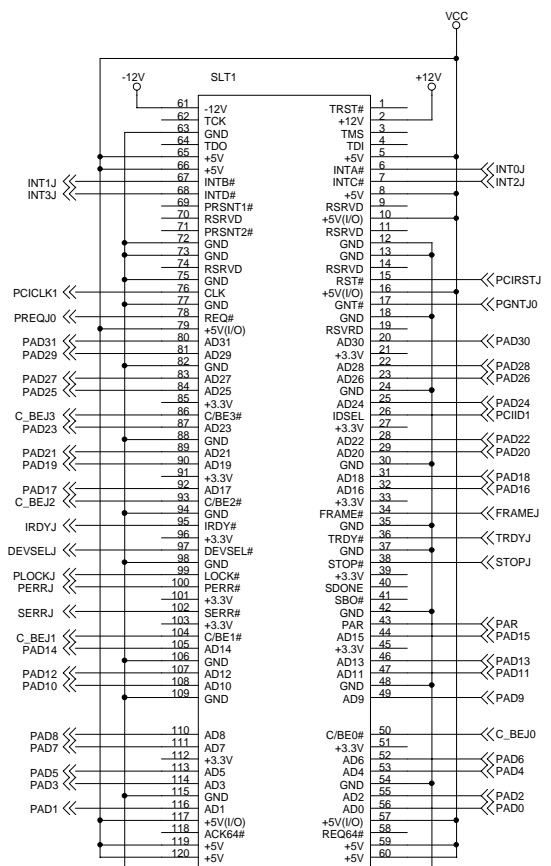 VCC
-12V SLT1 +12V
61 -12V TRST# 1
62 TCK +12V 2
63 GND TMS 3
64 TDO TDI 4
65 +5V +5V 5
66 +5V INTA# 6 INT0J
INT1J 67 INTB# INTC# 7 INT2J
INT3J 68 INTD# +5V 8
69 PRSNT1# RSRVD 9
70 RSRVD +5V(I/O) 10
71 PRSNT2# RSRVD 11
72 GND GND 12
73 GND GND 13
74 RSRVD RSRVD 14
75 GND RST# 15 PCIRSTJ
PCICLK1 76 CLK +5V(I/O) 16
77 GND GNT# 17 PGNTJ0
PREQJ0 78 REQ# GND 18
79 +5V(I/O) RSVRD 19
PAD31 80 AD31 AD30 20 PAD30
PAD29 81 AD29 +3.3V 21
82 GND AD28 22 PAD28
PAD27 83 AD27 AD26 23 PAD26
PAD25 84 AD25 GND 24
85 +3.3V AD24 25 PAD24
C_BEJ3 86 C/BE3# IDSEL 26 PCIID1
PAD23 87 AD23 +3.3V 27
88 GND AD22 28 PAD22
PAD21 89 AD21 AD20 29 PAD20
PAD19 90 AD19 GND 30
91 +3.3V AD18 31 PAD18
PAD17 92 AD17 AD16 32 PAD16
C_BEJ2 93 C/BE2# +3.3V 33
94 GND FRAME# 34 FRAMEJ
IRDYJ 95 IRDY# GND 35
96 +3.3V TRDY# 36 TRDYJ
DEVSELJ 97 DEVSEL# GND 37
98 GND STOP# 38 STOPJ
PLOCKJ 99 LOCK# +3.3V 39
PERRJ 100 PERR# SDONE 40
101 +3.3V SBO# 41
SERRJ 102 SERR# GND 42
103 +3.3V PAR 43 PAR
C_BEJ1 104 C/BE1# AD15 44 PAD15
PAD14 105 AD14 +3.3V 45
106 GND AD13 46 PAD13
PAD12 107 AD12 AD11 47 PAD11
PAD10 108 AD10 GND 48
109 GND AD9 49 PAD9
PAD8 110 AD8 C/BE0# 50 C_BEJ0
PAD7 111 AD7 +3.3V 51
112 +3.3V AD6 52 PAD6
PAD5 113 AD5 AD4 53 PAD4
PAD3 114 AD3 GND 54
115 GND AD2 55 PAD2
PAD1 116 AD1 AD0 56 PAD0
117 +5V(I/O) +5V(I/O) 57
118 ACK64# REQ64# 58
119 +5V +5V 59
120 +5V +5V 60